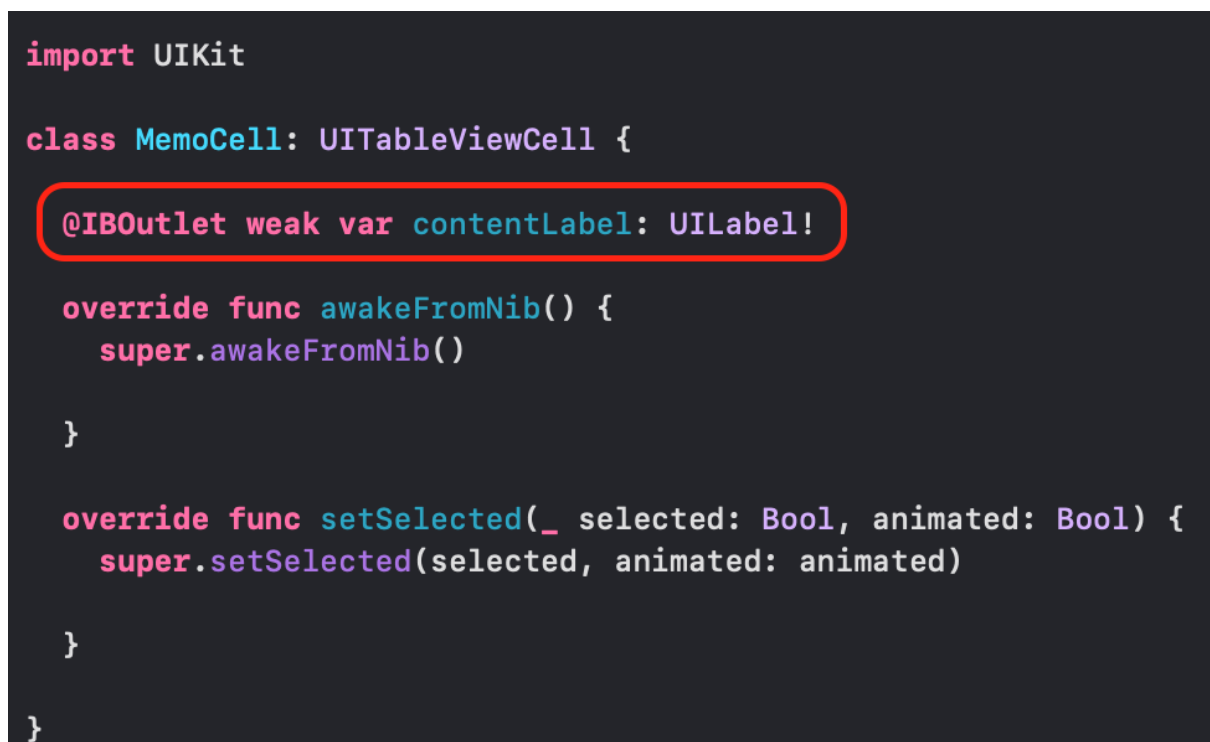 import UIKit
class MemoCell: UITableViewCell {
@IBOutlet weak var contentLabel: UILabel!
override func awakeFromNib() {
super.awakeFromNib()
}
override func setSelected(_ selected: Bool, animated: Bool) {
super.setSelected(selected, animated: animated)
}
}